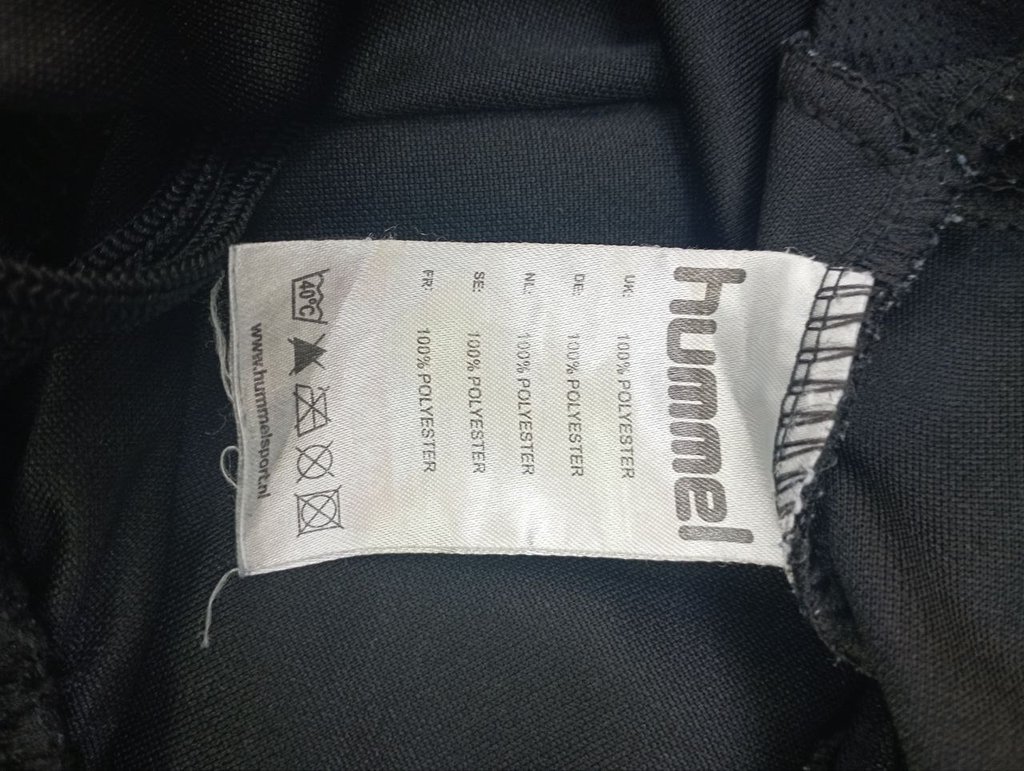 hummel
UK: 100% POLYESTER
DE: 100% POLYESTER
NL: 100% POLYESTER
SE: 100% POLYESTER
FR: 100% POLYESTER
40°C
www.hummelsport.nl